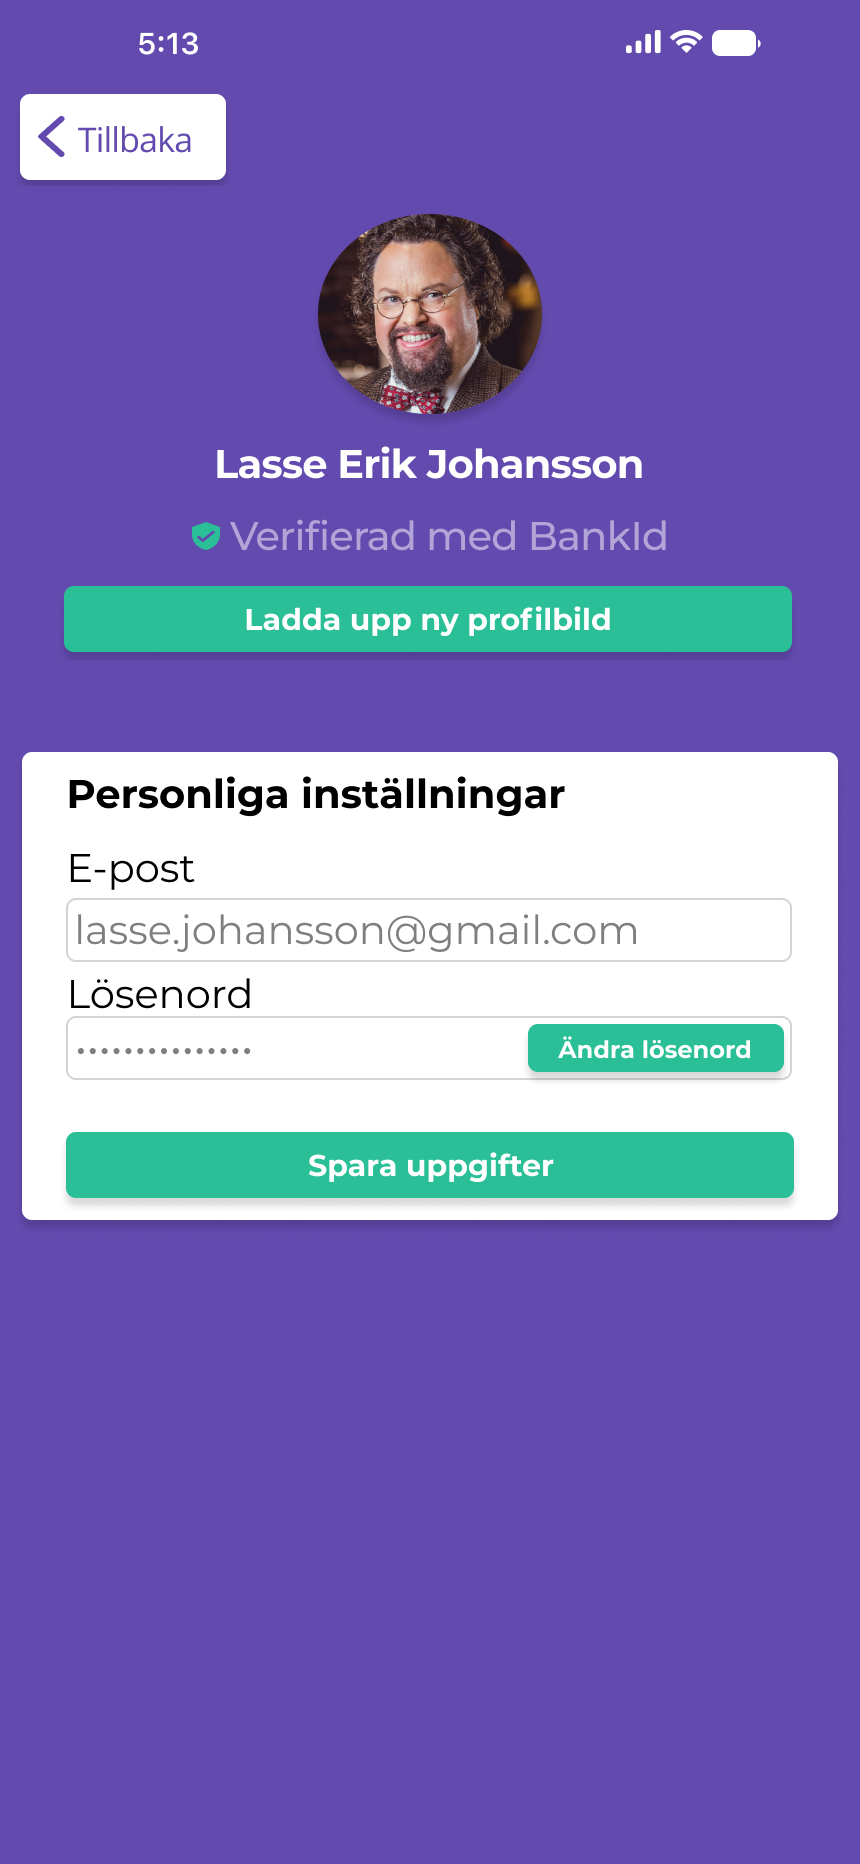 5:13
Tillbaka
Lasse Erik Johansson
Verifierad med BankId
Ladda upp ny profilbild
Personliga inställningar
E-post
lasse.johansson@gmail.com
Lösenord
•••••••••••••••
Ändra lösenord
Spara uppgifter